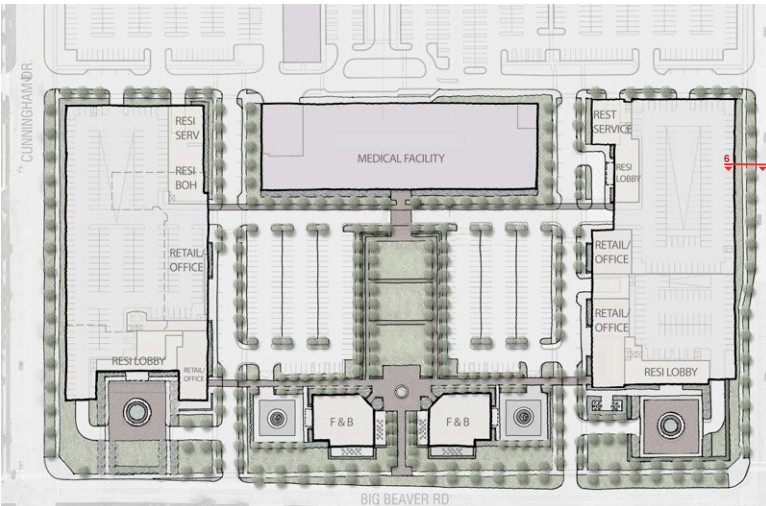 CUNNINGHAM DR.
RESI
SERV
RESI
BOH
RETAIL/
OFFICE
RESI LOBBY
RETAIL/
OFFICE
MEDICAL FACILITY
F & B
F & B
REST
SERVICE
RESI
LOBBY
6
RETAIL/
OFFICE
RETAIL/
OFFICE
RESI LOBBY
BIG BEAVER RD